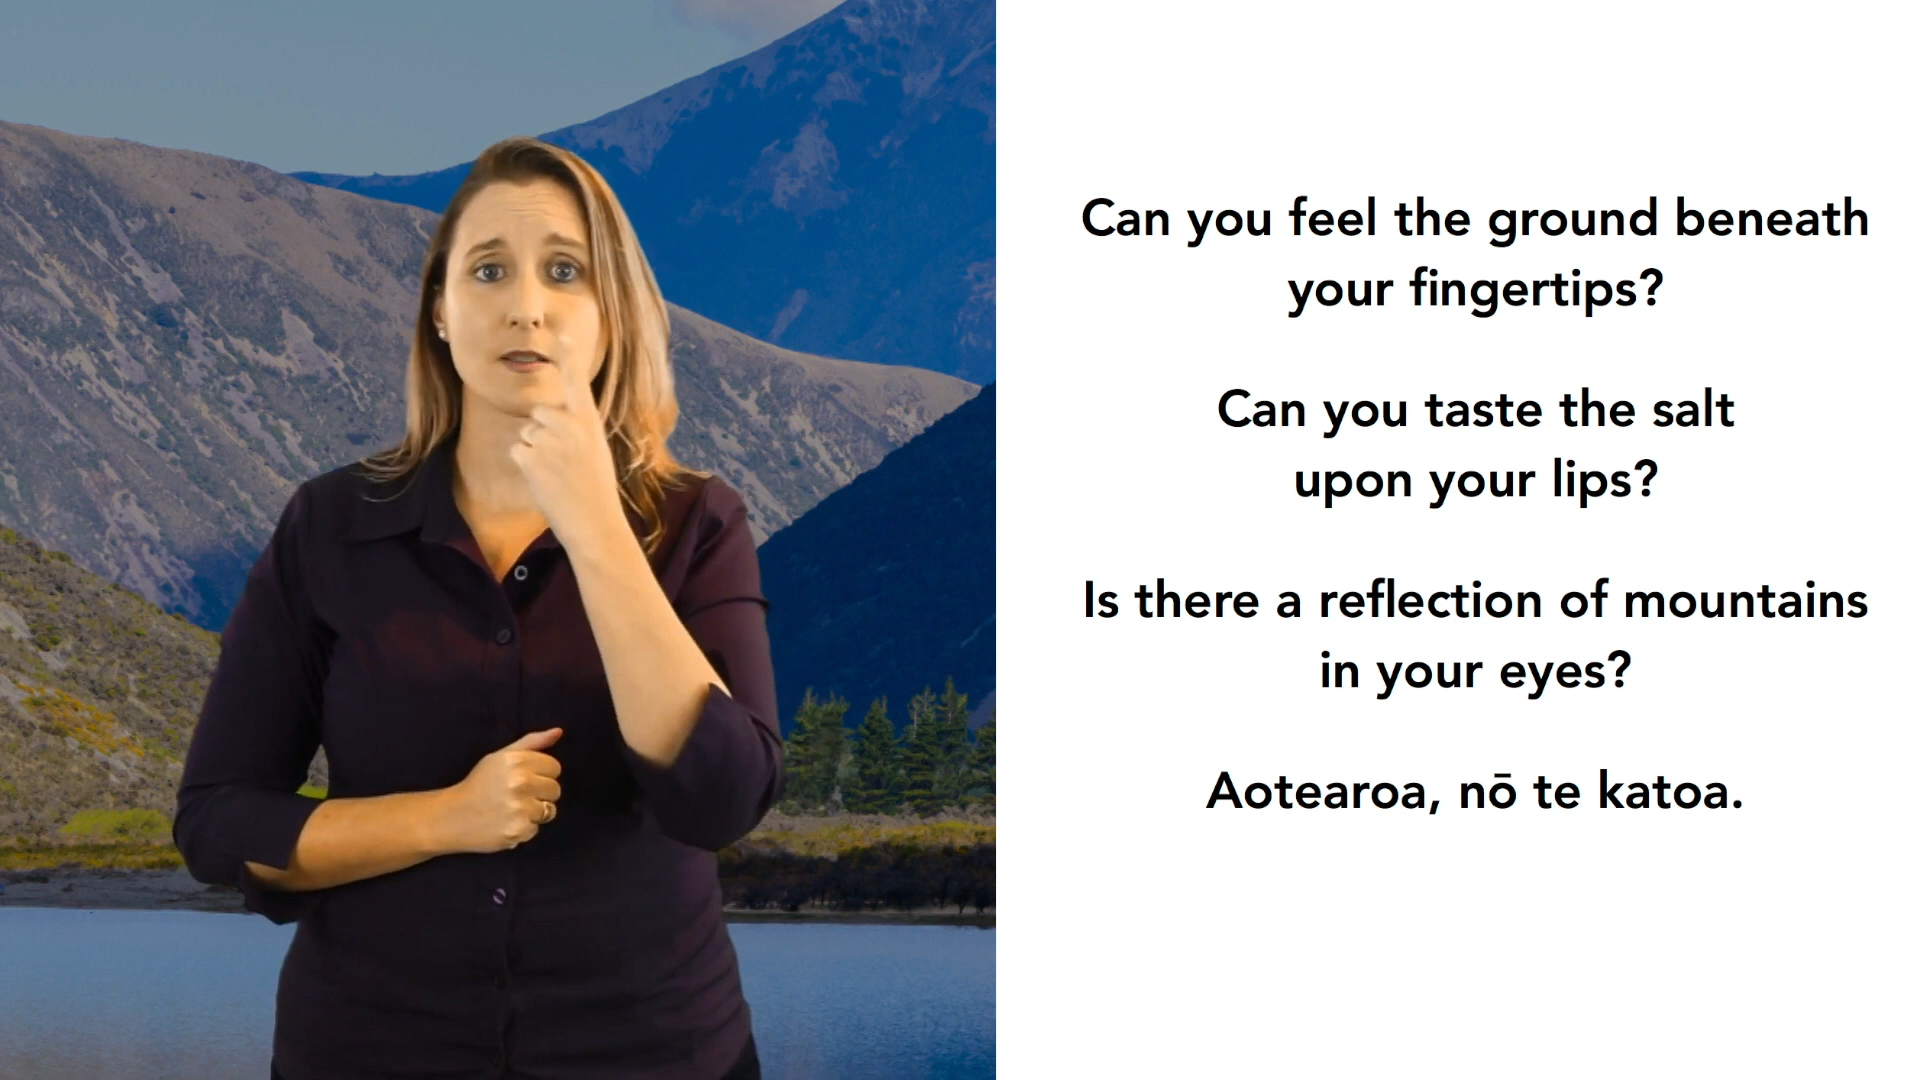 Can you feel the ground beneath
your fingertips?
Can you taste the salt
upon your lips?
Is there a reflection of mountains
in your eyes?
Aotearoa, nō te katoa.